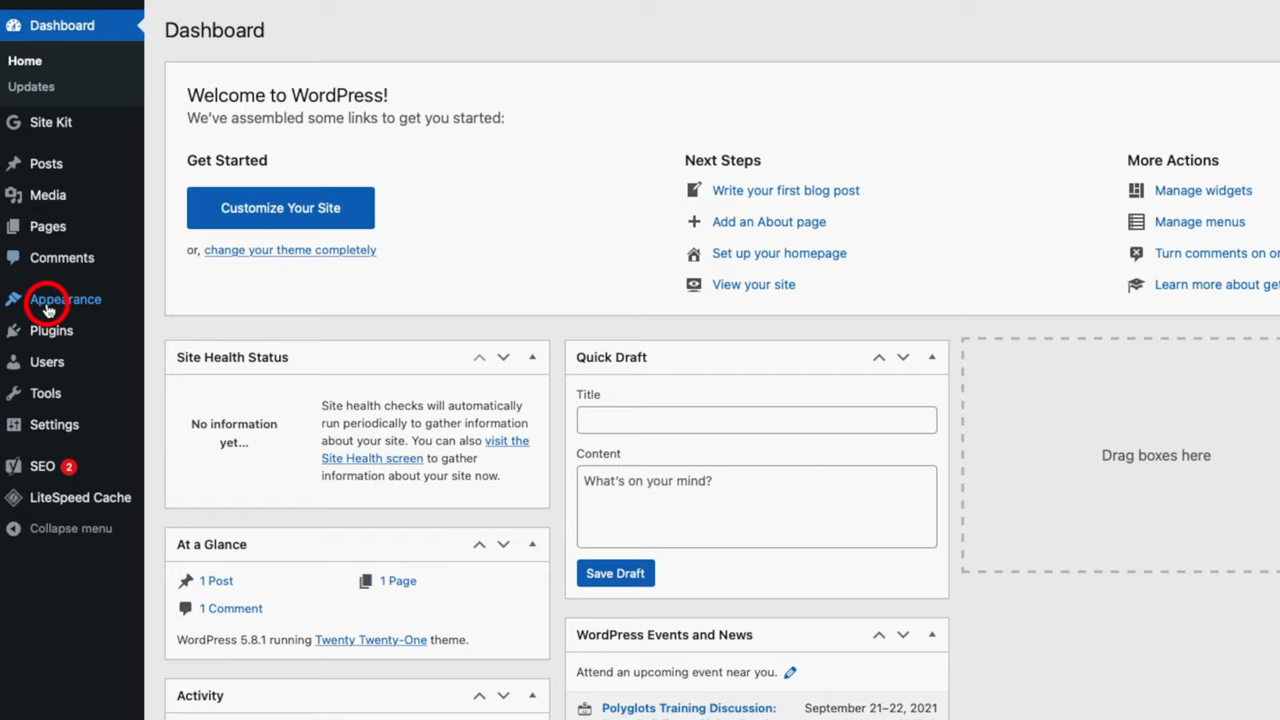 Dashboard
Home
Updates
Site Kit
Posts
Media
Pages
Comments
Appearance
Plugins
Users
Tools
Settings
SEO 2
LiteSpeed Cache
Collapse menu
Dashboard
Welcome to WordPress!
We've assembled some links to get you started:
Get Started
Customize Your Site
or, change your theme completely
Next Steps
Write your first blog post
Add an About page
Set up your homepage
View your site
More Actions
Manage widgets
Manage menus
Turn comments on or
Learn more about get
Site Health Status
No information
yet...
Site health checks will automatically
run periodically to gather information
about your site. You can also visit the
Site Health screen to gather
information about your site now.
At a Glance
1 Post
1 Page
1 Comment
WordPress 5.8.1 running Twenty Twenty-One theme.
Activity
Quick Draft
Title
Content
What's on your mind?
Save Draft
WordPress Events and News
Attend an upcoming event near you.
Polyglots Training Discussion: September 21–22, 2021
Drag boxes here